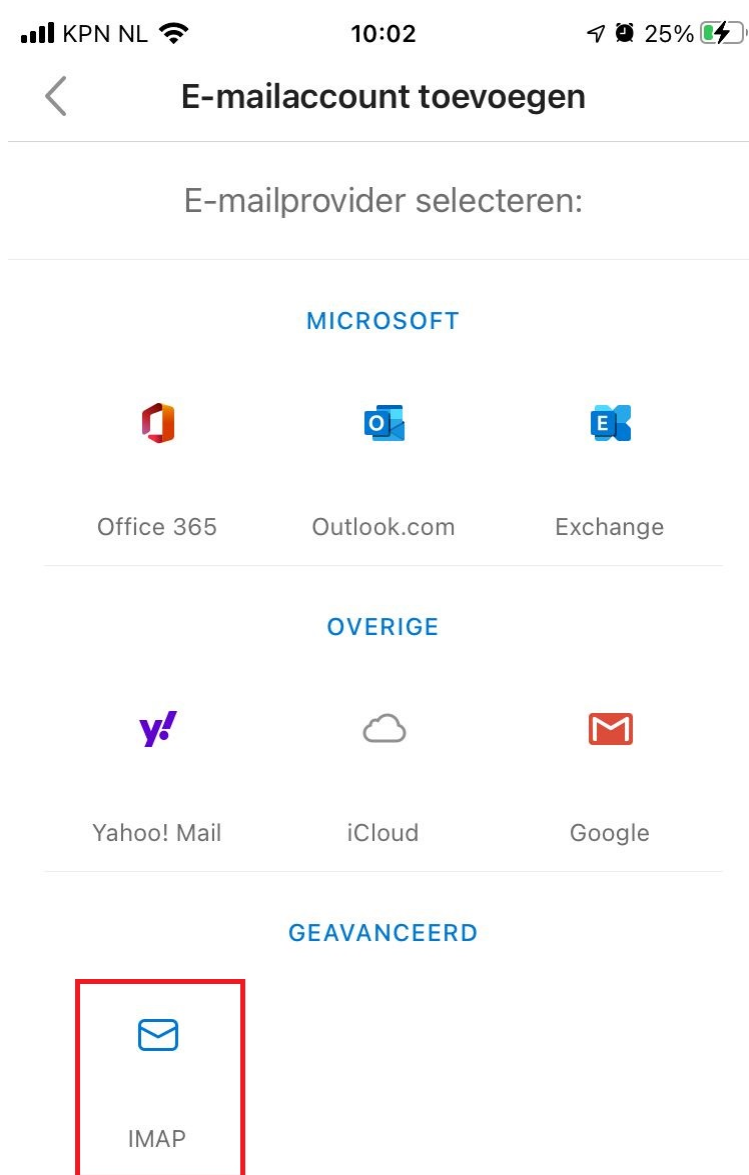 KPN NL 10:02 25%
E-mailaccount toevoegen
E-mailprovider selecteren:
MICROSOFT
Office 365 Outlook.com Exchange
OVERIGE
Yahoo! Mail iCloud Google
GEAVANCEERD
IMAP